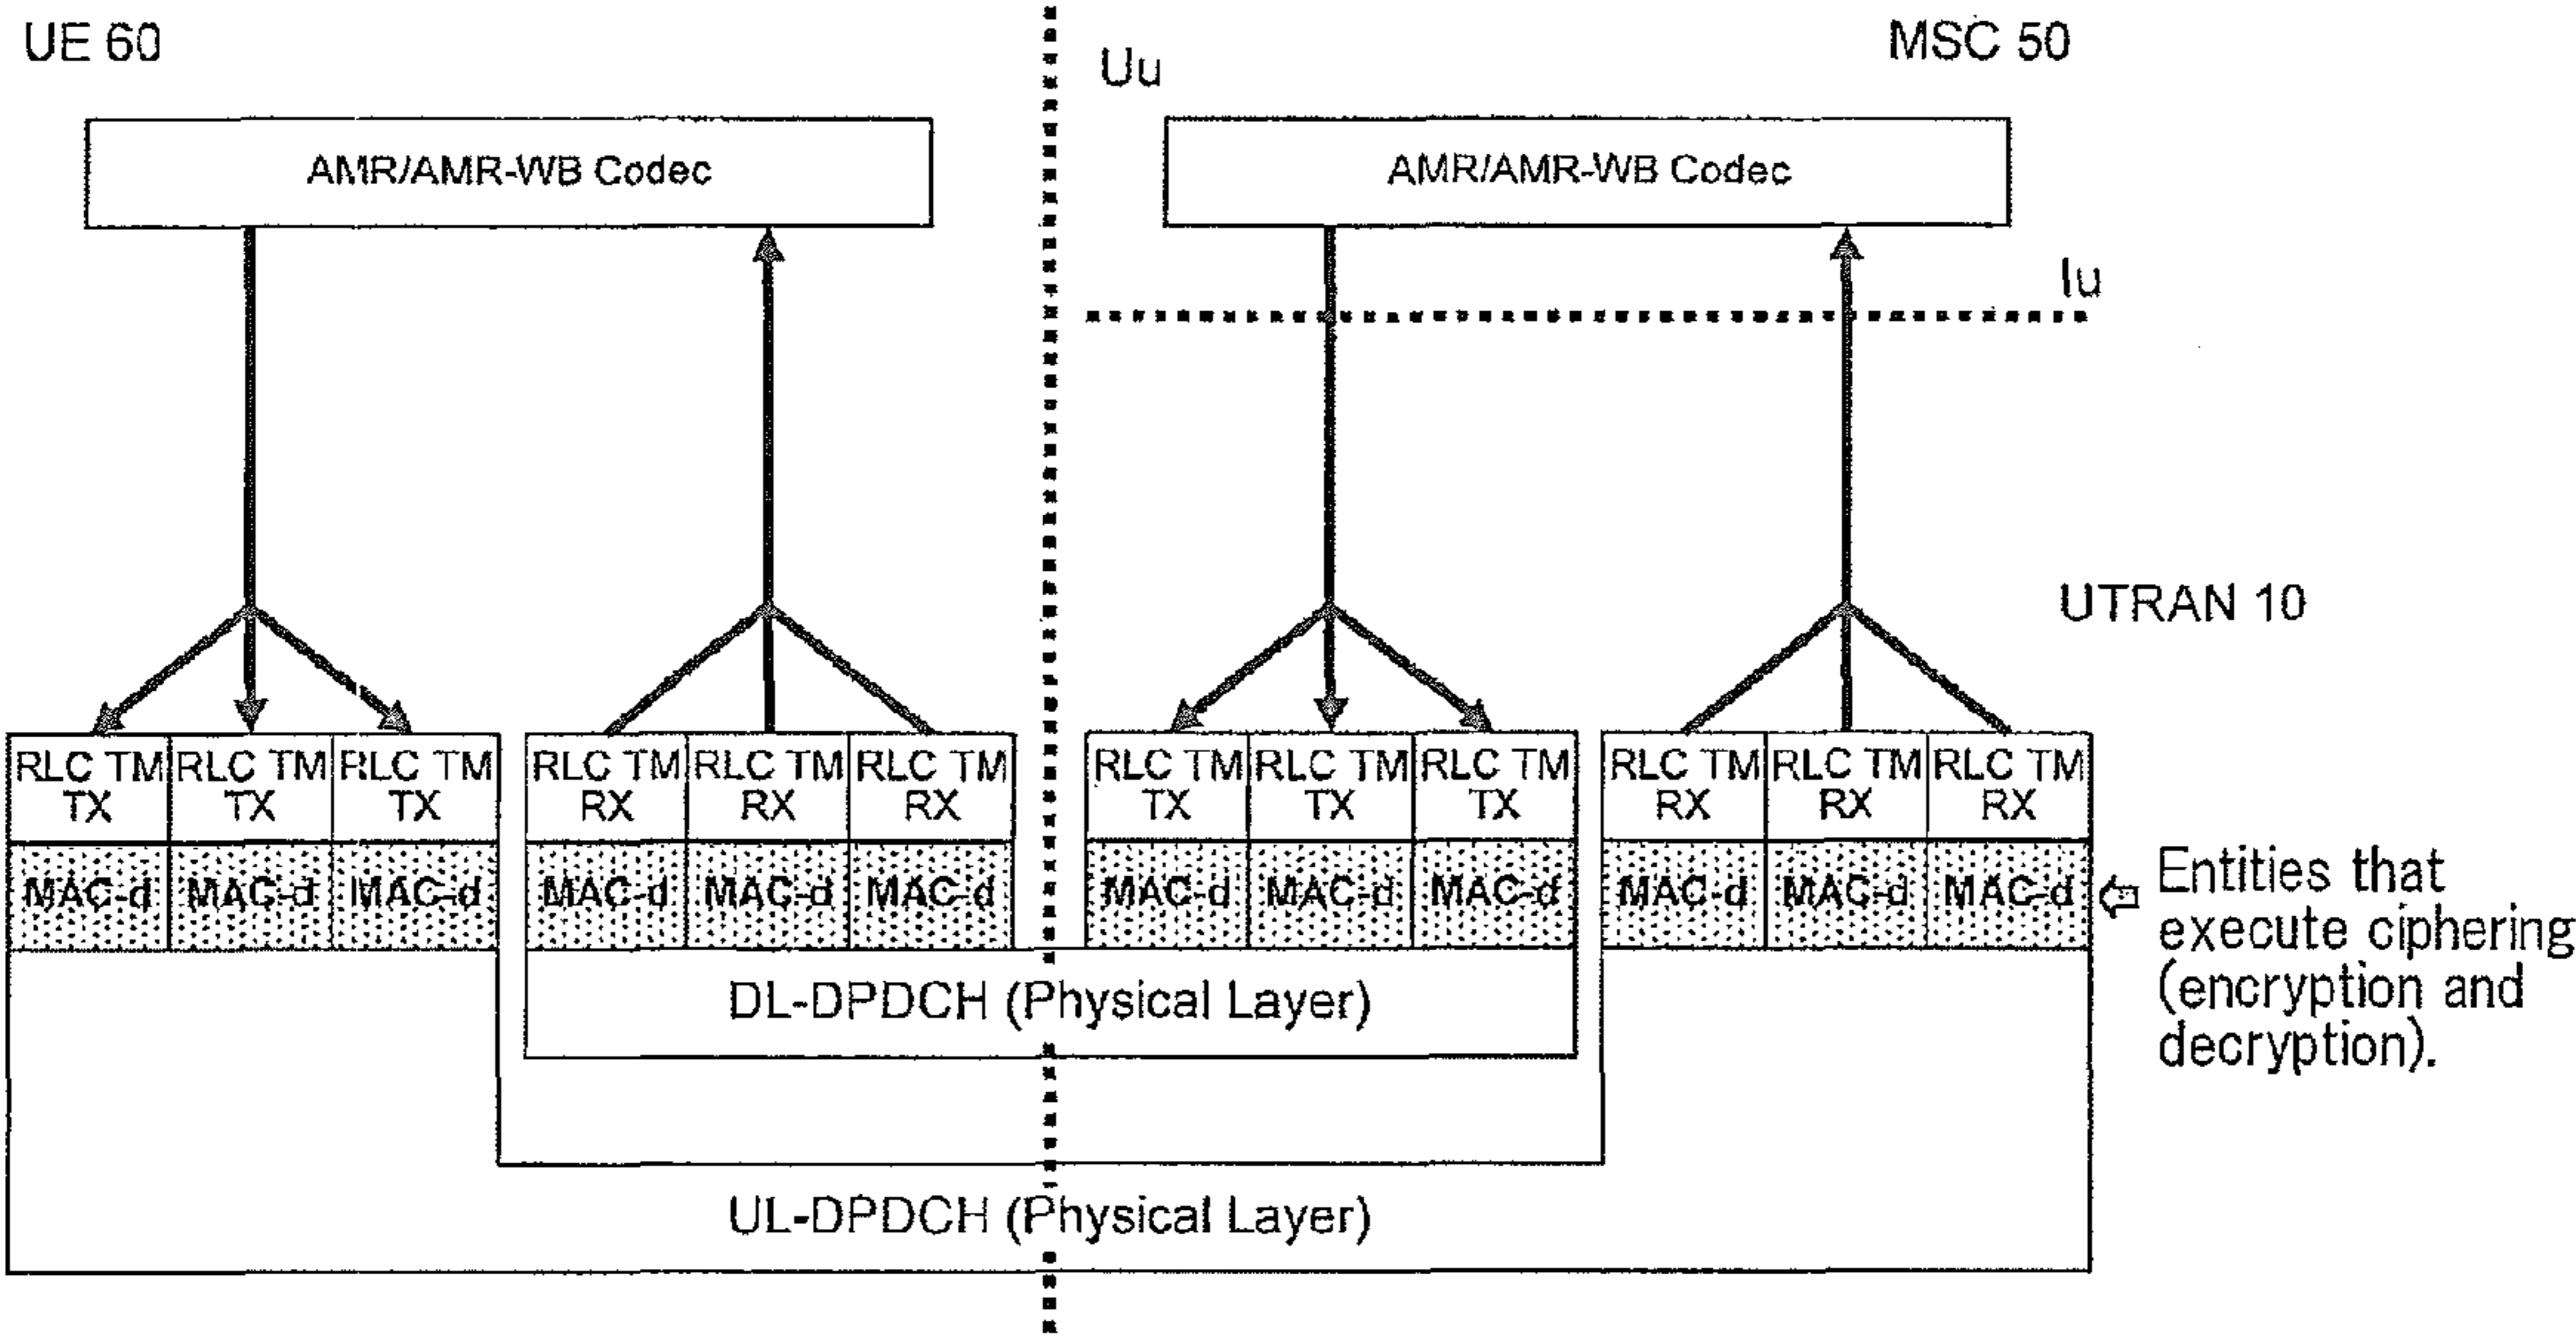 UE 60
Uu
MSC 50
AMR/AMR-WB Codec
AMR/AMR-WB Codec
Iu
UTRAN 10
RLC TM TX
RLC TM TX
RLC TM TX
RLC TM RX
RLC TM RX
RLC TM RX
RLC TM TX
RLC TM TX
RLC TM TX
RLC TM RX
RLC TM RX
RLC TM RX
MAC-d
MAC-d
MAC-d
MAC-d
MAC-d
MAC-d
MAC-d
MAC-d
MAC-d
MAC-d
MAC-d
MAC-d
Entities that
execute ciphering
(encryption and
decryption).
DL-DPDCH (Physical Layer)
UL-DPDCH (Physical Layer)